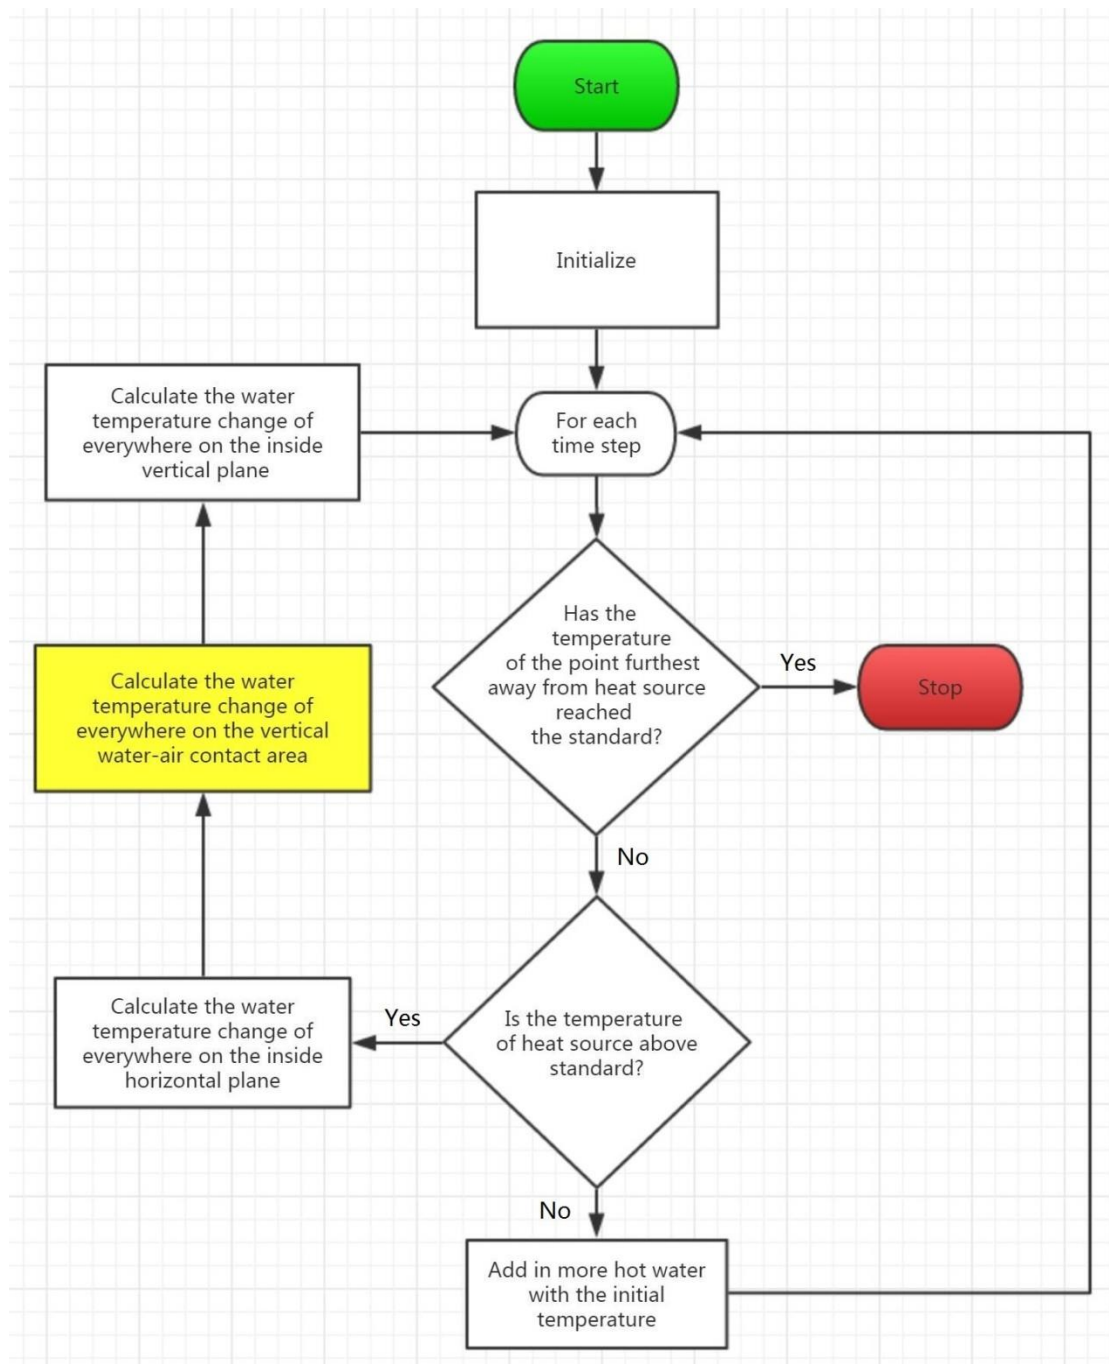 Start
Initialize
For each
time step
Has the
temperature
of the point furthest
away from heat source
reached
the standard?
Yes
Stop
No
Is the temperature
of heat source above
standard?
Yes
Calculate the water
temperature change of
everywhere on the inside
horizontal plane
Calculate the water
temperature change of
everywhere on the vertical
water-air contact area
Calculate the water
temperature change of
everywhere on the inside
vertical plane
No
Add in more hot water
with the initial
temperature